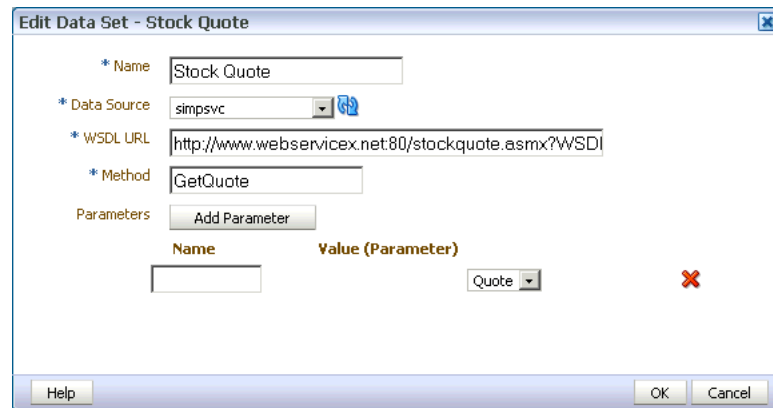 Edit Data Set - Stock Quote
* Name Stock Quote
* Data Source simpsvc
* WSDL URL http://www.webservicex.net:80/stockquote.asmx?WSDl
* Method GetQuote
Parameters Add Parameter
Name Value (Parameter)
Quote
Help OK Cancel